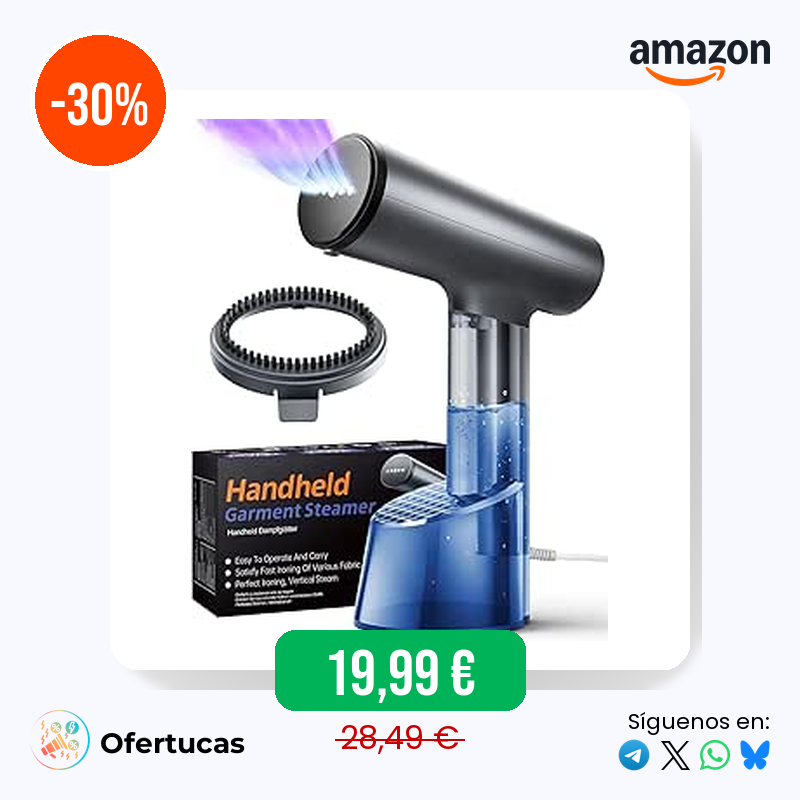 -30%
amazon
Handheld
Garment Steamer
Handheld Dampfglätter
Easy To Operate And Carry
Satisfy Fast Ironing Of Various Fabric
Perfect Ironing, Vertical Steam
19,99 €
28,49 €
Ofertucas
Síguenos en: